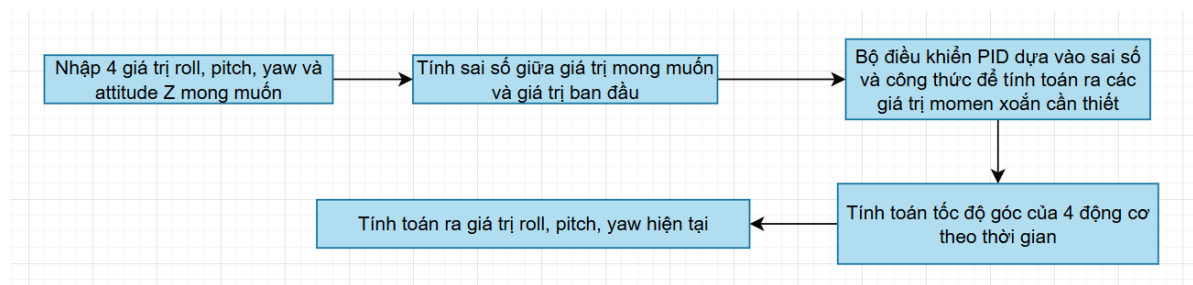 Nhập 4 giá trị roll, pitch, yaw và
attitude Z mong muốn
Tính sai số giữa giá trị mong muốn
và giá trị ban đầu
Bộ điều khiển PID dựa vào sai số
và công thức để tính toán ra các
giá trị momen xoắn cần thiết
Tính toán tốc độ góc của 4 động cơ
theo thời gian
Tính toán ra giá trị roll, pitch, yaw hiện tại